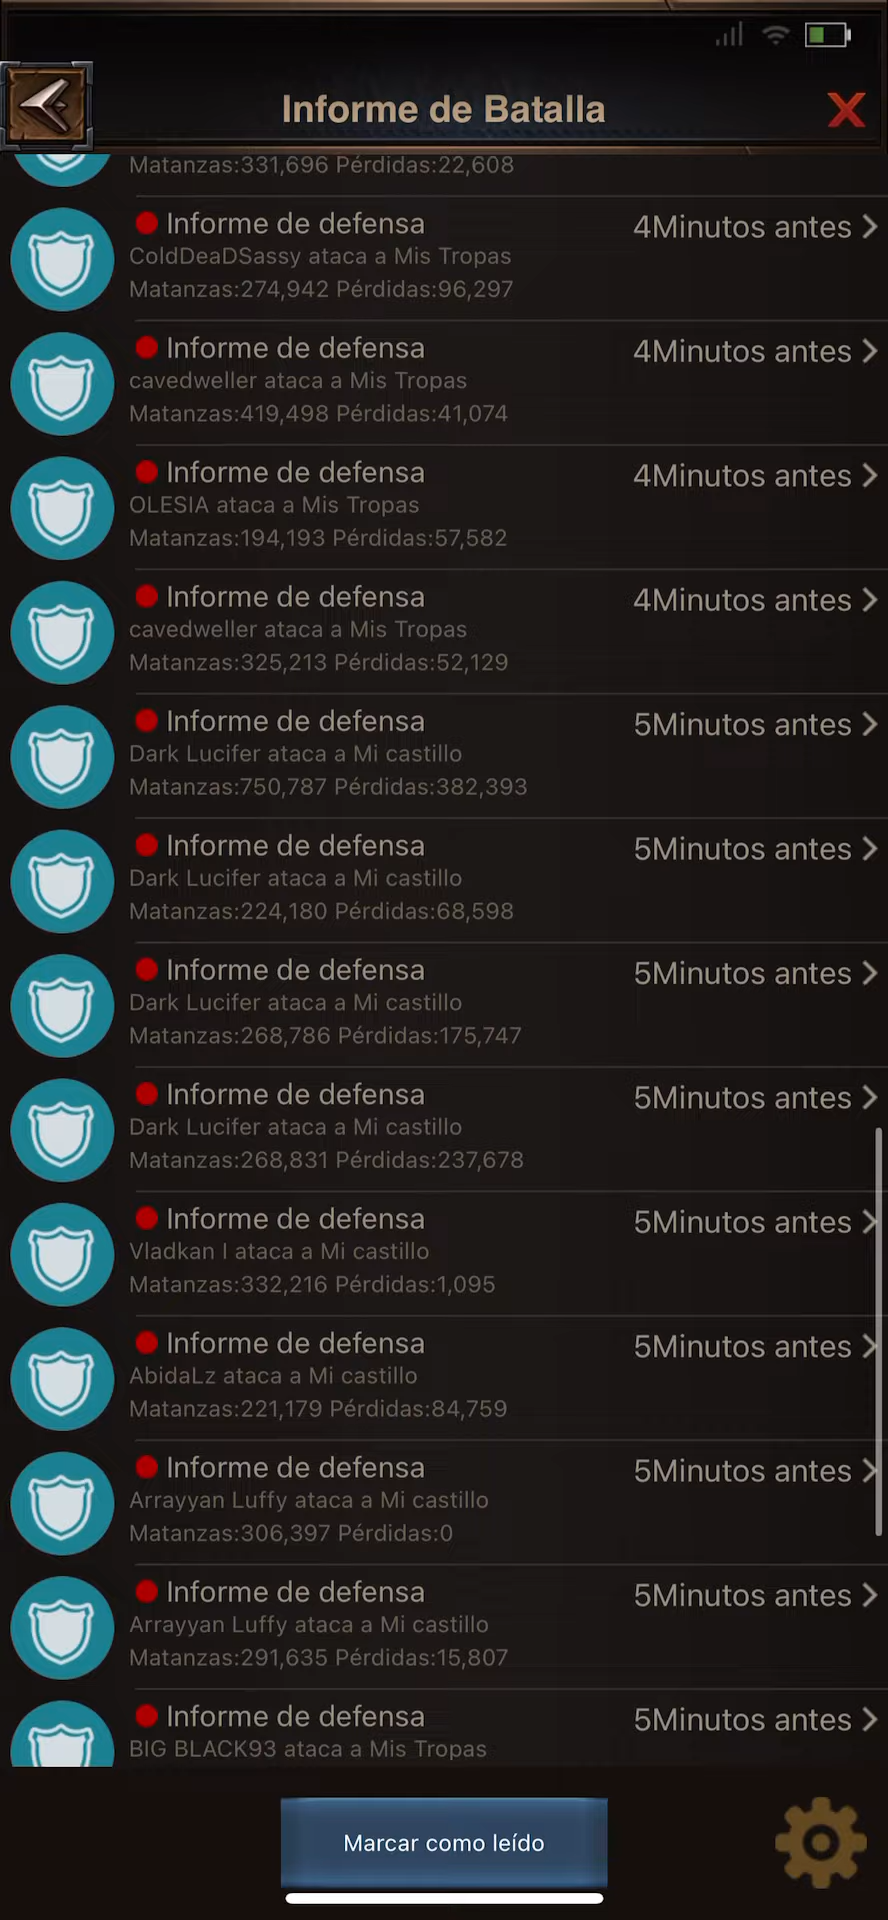 Informe de Batalla
Matanzas:331,696 Pérdidas:22,608
Informe de defensa
4Minutos antes
ColdDeaDSassy ataca a Mis Tropas
Matanzas:274,942 Pérdidas:96,297
Informe de defensa
4Minutos antes
cavedweller ataca a Mis Tropas
Matanzas:419,498 Pérdidas:41,074
Informe de defensa
4Minutos antes
OLESIA ataca a Mis Tropas
Matanzas:194,193 Pérdidas:57,582
Informe de defensa
4Minutos antes
cavedweller ataca a Mis Tropas
Matanzas:325,213 Pérdidas:52,129
Informe de defensa
5Minutos antes
Dark Lucifer ataca a Mi castillo
Matanzas:750,787 Pérdidas:382,393
Informe de defensa
5Minutos antes
Dark Lucifer ataca a Mi castillo
Matanzas:224,180 Pérdidas:68,598
Informe de defensa
5Minutos antes
Dark Lucifer ataca a Mi castillo
Matanzas:268,786 Pérdidas:175,747
Informe de defensa
5Minutos antes
Dark Lucifer ataca a Mi castillo
Matanzas:268,831 Pérdidas:237,678
Informe de defensa
5Minutos antes
Vladkan I ataca a Mi castillo
Matanzas:332,216 Pérdidas:1,095
Informe de defensa
5Minutos antes
AbidaLz ataca a Mi castillo
Matanzas:221,179 Pérdidas:84,759
Informe de defensa
5Minutos antes
Arrayyan Luffy ataca a Mi castillo
Matanzas:306,397 Pérdidas:0
Informe de defensa
5Minutos antes
Arrayyan Luffy ataca a Mi castillo
Matanzas:291,635 Pérdidas:15,807
Informe de defensa
5Minutos antes
BIG BLACK93 ataca a Mis Tropas
Marcar como leído